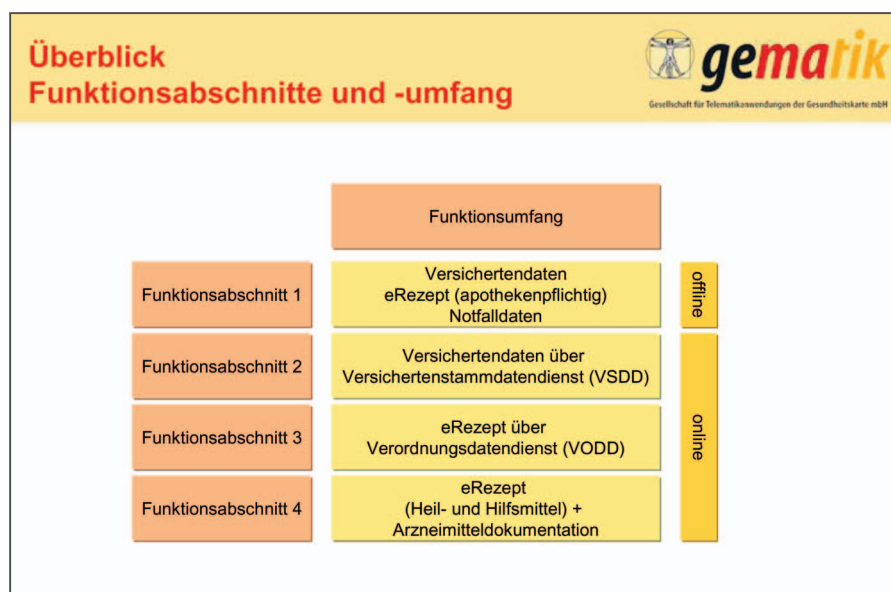 Überblick
Funktionsabschnitte und -umfang
gematik
Gesellschaft für Telematikanwendungen der Gesundheitskarte mbH
Funktionsumfang
Funktionsabschnitt 1
Versichertendaten
eRezept (apothekenpflichtig)
Notfalldaten
offline
Funktionsabschnitt 2
Versichertendaten über
Versichertenstammdatendienst (VSDD)
online
Funktionsabschnitt 3
eRezept über
Verordnungsdatendienst (VODD)
Funktionsabschnitt 4
eRezept
(Heil- und Hilfsmittel) +
Arzneimitteldokumentation